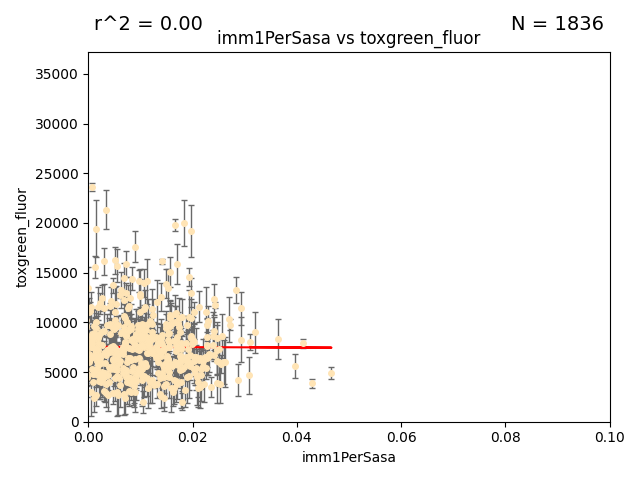 r^2 = 0.00
N = 1836
imm1PerSasa vs toxgreen_fluor
toxgreen_fluor
35000
30000
25000
20000
15000
10000
5000
0
0.00 0.02 0.04 0.06 0.08 0.10
imm1PerSasa